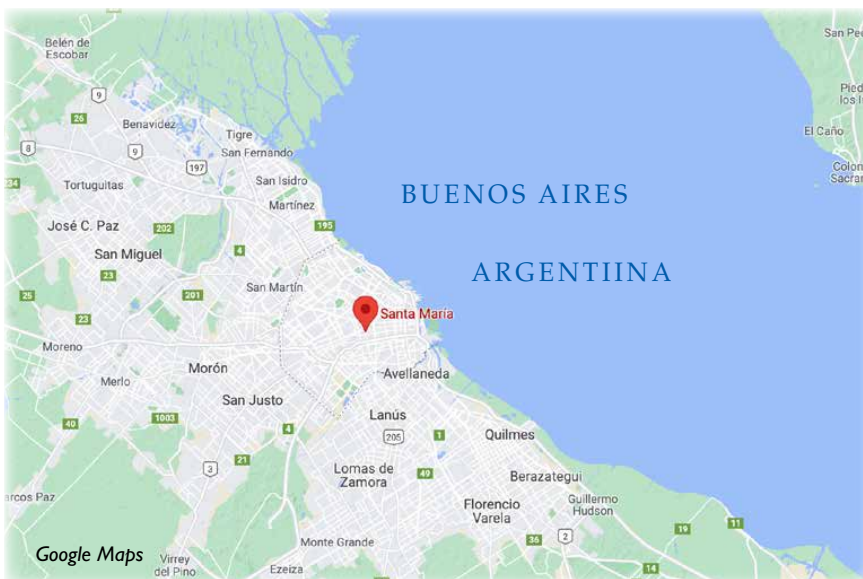 Belén de
Escobar
San Pe
9
Pied
los In
26
Benavidez
Tigre
El Caño
8
9
San Fernando
197
Colon
Sacram
San Isidro
34
Tortuguitas
Martínez
BUENOS AIRES
José C. Paz
202
195
San Miguel
4
ARGENTIINA
23
San Martín
25
201
Santa María
23
Moreno
Morón
Avellaneda
Merlo
San Justo
Lanús
40
1003
4
205
1
Quilmes
21
3
Lomas de
Zamora
49
Berazategui
arcos Paz
Florencio
Varela
Guillermo
Hudson
19
11
Monte Grande
36
2
Google Maps
Virrey
del Pino
Ezeiza
14